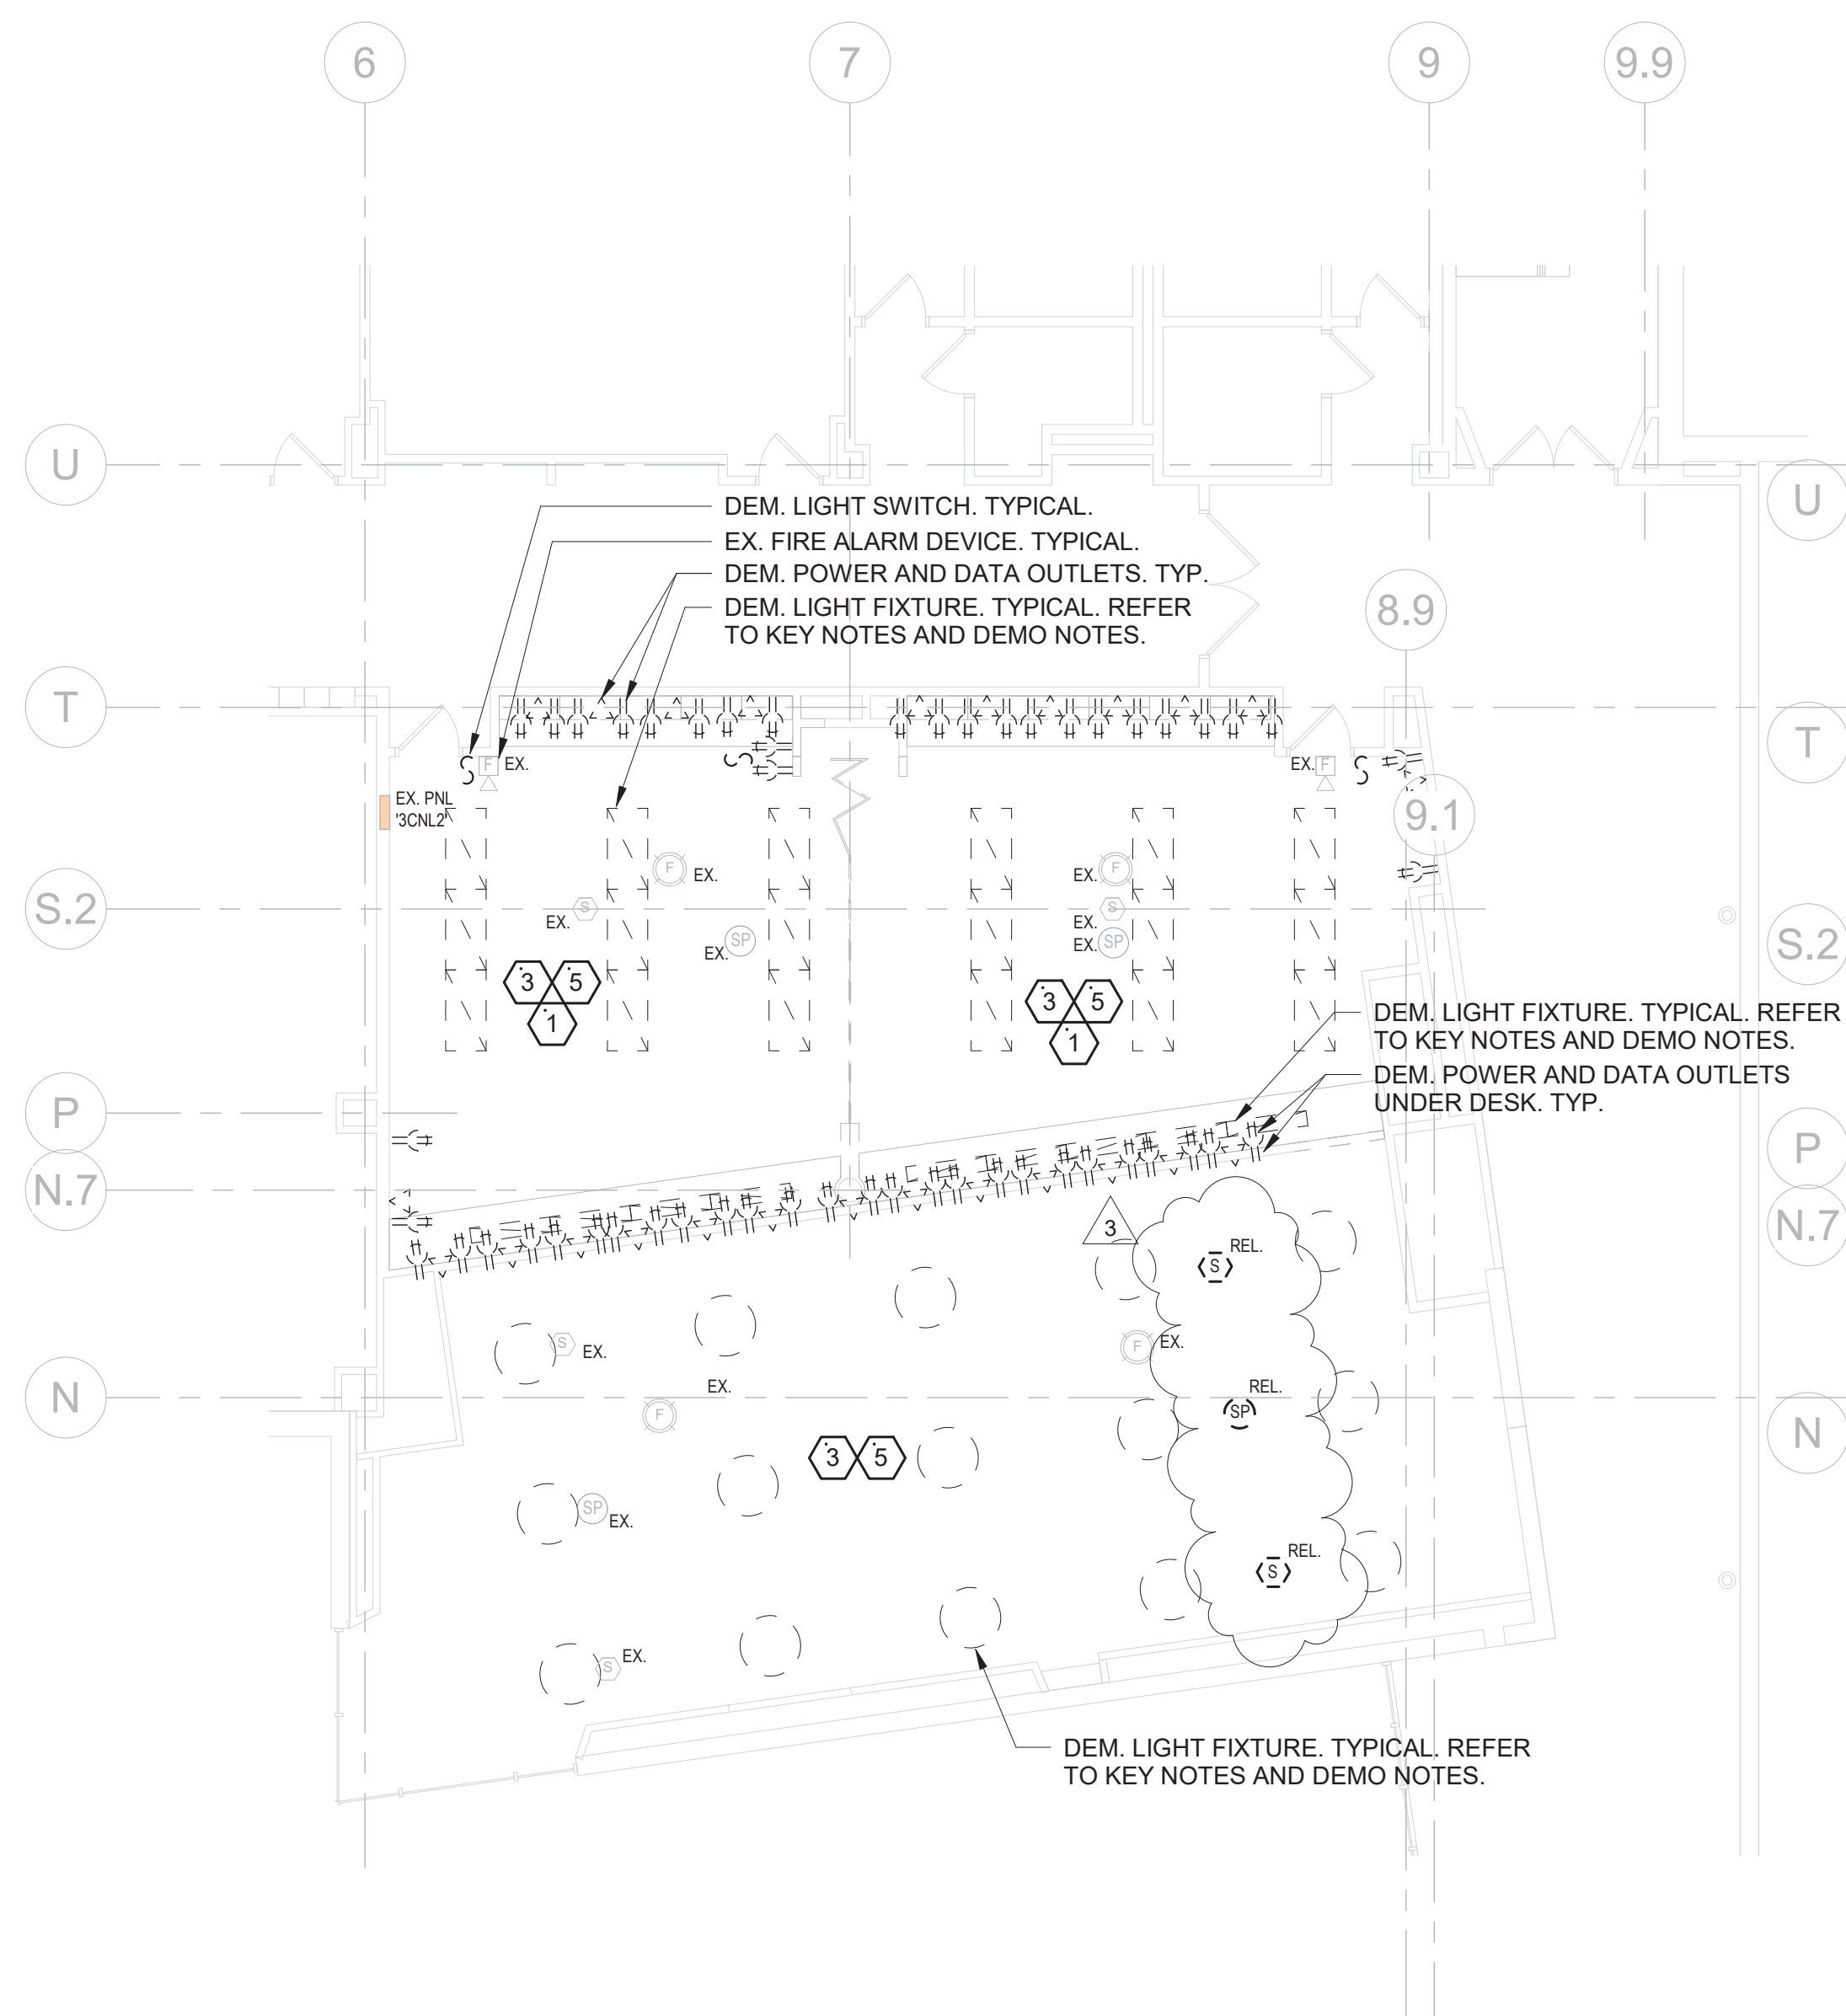 6
7
9
9.9
U
U
DEM. LIGHT SWITCH. TYPICAL.
EX. FIRE ALARM DEVICE. TYPICAL.
DEM. POWER AND DATA OUTLETS. TYP.
DEM. LIGHT FIXTURE. TYPICAL. REFER
TO KEY NOTES AND DEMO NOTES.
8.9
T
T
F
EX.
EX.
F
EX. PNL
'3CNL2'
9.1
F
EX.
EX.
F
S.2
S.2
S
EX.
S
EX.
SP
EX.
EX.
SP
3
5
1
3
5
1
DEM. LIGHT FIXTURE. TYPICAL. REFER
TO KEY NOTES AND DEMO NOTES.
DEM. POWER AND DATA OUTLETS
UNDER DESK. TYP.
P
P
N.7
N.7
3
REL.
S
S
EX.
F
EX.
EX.
F
REL.
SP
N
N
3
5
SP
EX.
REL.
S
S
EX.
DEM. LIGHT FIXTURE. TYPICAL. REFER
TO KEY NOTES AND DEMO NOTES.